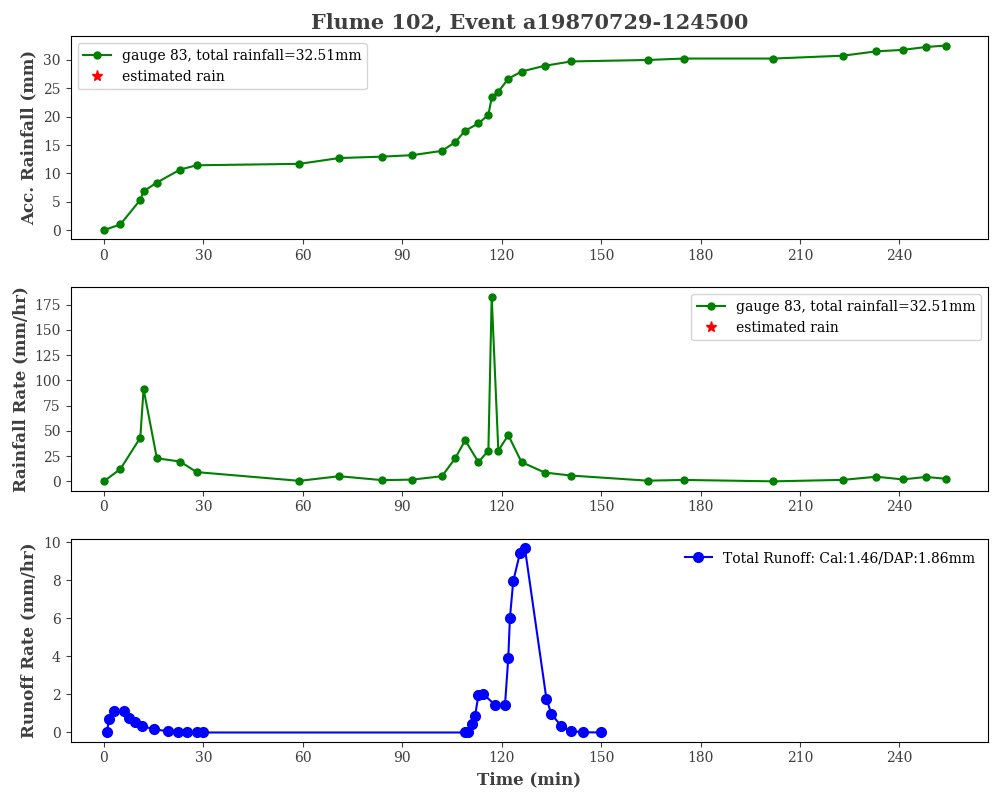 Flume 102, Event a19870729-124500
Acc. Rainfall (mm)
30
25
20
15
10
5
0
gauge 83, total rainfall=32.51mm
estimated rain
0 30 60 90 120 150 180 210 240
Rainfall Rate (mm/hr)
175
150
125
100
75
50
25
0
gauge 83, total rainfall=32.51mm
estimated rain
0 30 60 90 120 150 180 210 240
Runoff Rate (mm/hr)
10
8
6
4
2
0
Total Runoff: Cal:1.46/DAP:1.86mm
0 30 60 90 120 150 180 210 240
Time (min)